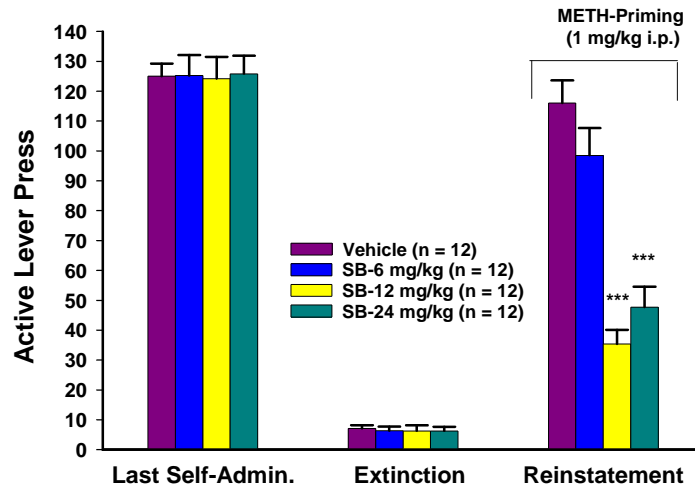 METH-Priming
(1 mg/kg i.p.)
Active Lever Press
140
130
120
110
100
90
80
70
60
50
40
30
20
10
0
Vehicle (n = 12)
SB-6 mg/kg (n = 12)
SB-12 mg/kg (n = 12)
SB-24 mg/kg (n = 12)
***
***
Last Self-Admin.
Extinction
Reinstatement